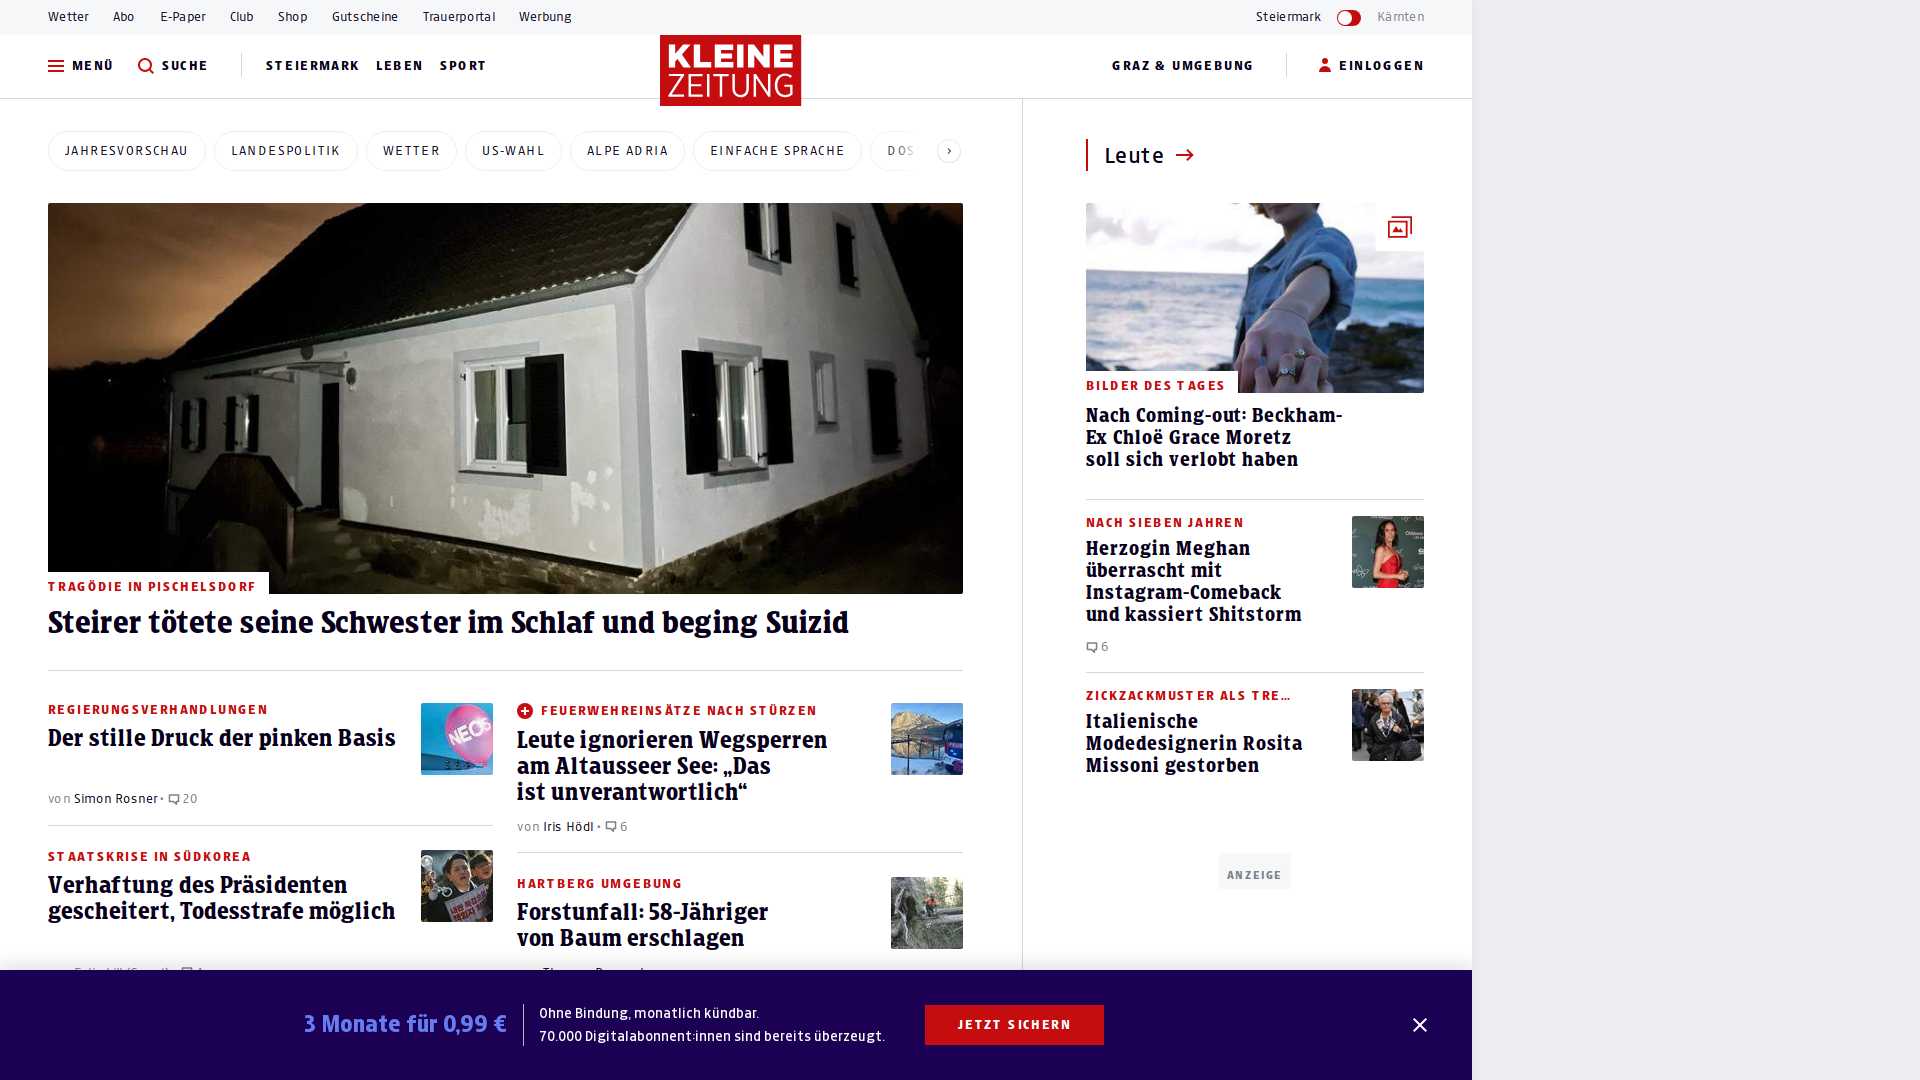 Wetter Abo E-Paper Club Shop Gutscheine Trauerportal Werbung Steiermark Kärnten
MENÜ SUCHE STEIERMARK LEBEN SPORT KLEINE ZEITUNG GRAZ & UMGEBUNG EINLOGGEN
JAHRESVORSCHAU LANDESPOLITIK WETTER US-WAHL ALPE ADRIA EINFACHE SPRACHE DOS
TRAGÖDIE IN PISCHELSDORF
Steirer tötete seine Schwester im Schlaf und beging Suizid
REGIERUNGSVERHANDLUNGEN
Der stille Druck der pinken Basis
von Simon Rosner • 20
NEOS
STAATSKRISE IN SÜDKOREA
Verhaftung des Präsidenten
gescheitert, Todesstrafe möglich
FEUERWEHREINSÄTZE NACH STÜRZEN
Leute ignorieren Wegsperren
am Altausseer See: „Das
ist unverantwortlich“
von Iris Hödl • 6
HARTBERG UMGEBUNG
Forstunfall: 58-Jähriger
von Baum erschlagen
Leute
BILDER DES TAGES
Nach Coming-out: Beckham-
Ex Chloë Grace Moretz
soll sich verlobt haben
NACH SIEBEN JAHREN
Herzogin Meghan
überrascht mit
Instagram-Comeback
und kassiert Shitstorm
6
ZICKZACKMUSTER ALS TRE...
Italienische
Modedesignerin Rosita
Missoni gestorben
ANZEIGE
3 Monate für 0,99 €
Ohne Bindung, monatlich kündbar.
70.000 Digitalabonnent:innen sind bereits überzeugt.
JETZT SICHERN